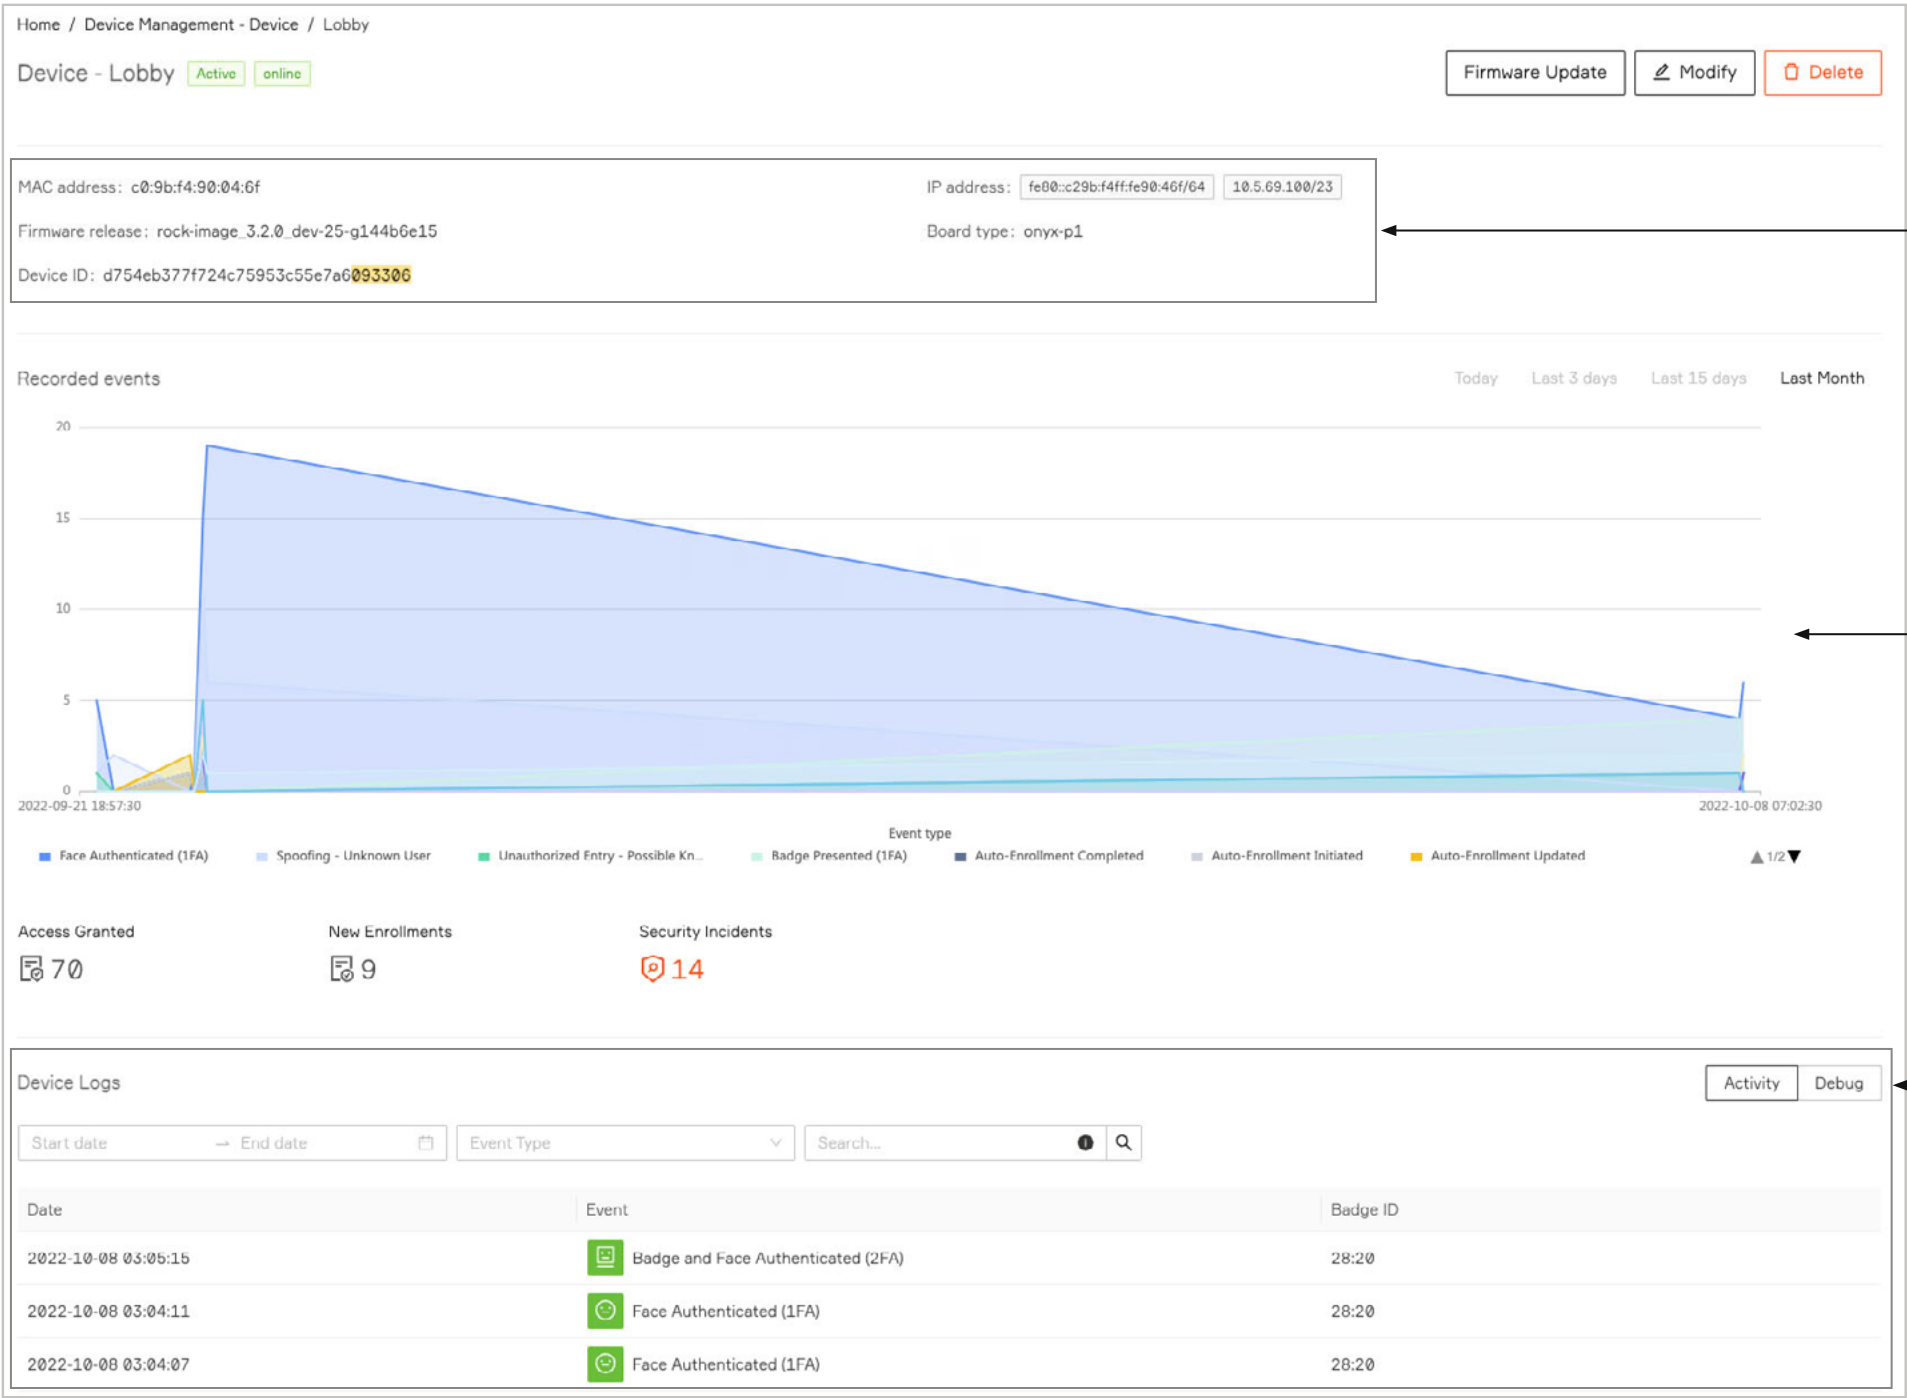 Home / Device Management - Device / Lobby
Device - Lobby Active online Firmware Update Modify Delete
MAC address: c0:9b:f4:90:04:6f IP address: fe80::c29b:f4ff:fe90:46f/64 10.5.69.100/23
Firmware release: rock-image_3.2.0_dev-25-g144b6e15 Board type: onyx-p1
Device ID: d754eb377f724c75953c55e7a6093306
Recorded events Today Last 3 days Last 15 days Last Month
20
15
10
5
0
2022-09-21 18:57:30 2022-10-08 07:02:30
Event type
Face Authenticated (1FA) Spoofing - Unknown User Unauthorized Entry - Possible Kn... Badge Presented (1FA) Auto-Enrollment Completed Auto-Enrollment Initiated Auto-Enrollment Updated 1/2
Access Granted New Enrollments Security Incidents
70 9 14
Device Logs Activity Debug
Start date → End date Event Type Search...
Date Event Badge ID
2022-10-08 03:05:15 Badge and Face Authenticated (2FA) 28:20
2022-10-08 03:04:11 Face Authenticated (1FA) 28:20
2022-10-08 03:04:07 Face Authenticated (1FA) 28:20